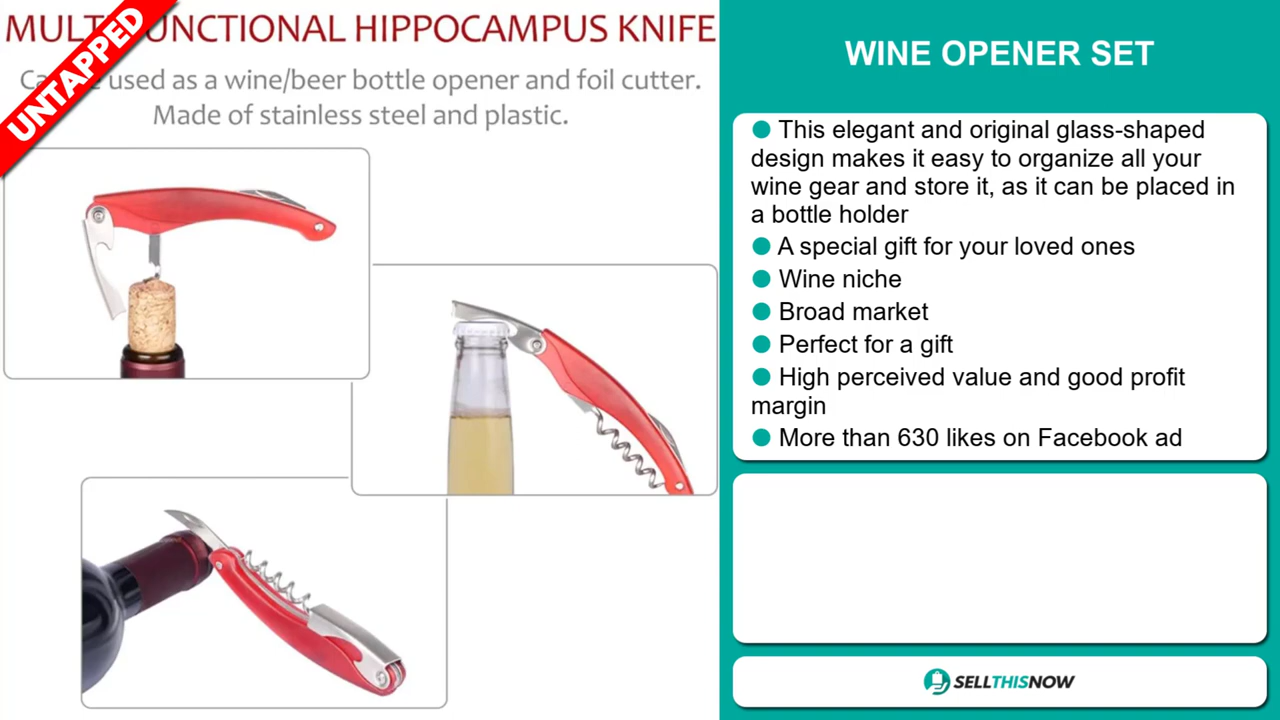 MULT UNCTIONAL HIPPOCAMPUS KNIFE
Ca e used as a wine/beer bottle opener and foil cutter.
Made of stainless steel and plastic.
UNTAPPED
WINE OPENER SET
This elegant and original glass-shaped
design makes it easy to organize all your
wine gear and store it, as it can be placed in
a bottle holder
A special gift for your loved ones
Wine niche
Broad market
Perfect for a gift
High perceived value and good profit
margin
More than 630 likes on Facebook ad
SELLTHISNOW